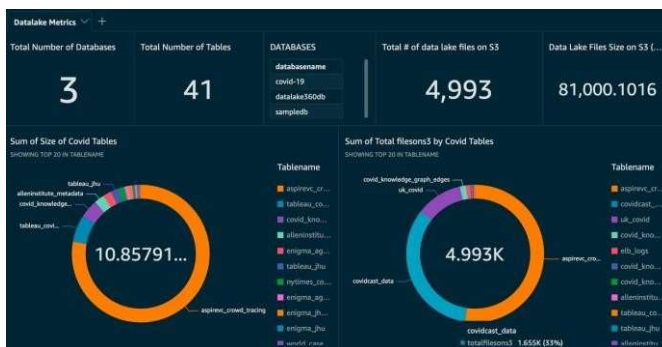 Datalake Metrics
+
Total Number of Databases
3
Total Number of Tables
41
DATABASES
databasename
covid-19
datalake360db
sampledb
Total # of data lake files on S3
4,993
Data Lake Files Size on S3 (...
81,000.1016
Sum of Size of Covid Tables
SHOWING TOP 20 IN TABLENAME
tableau_jhu
alleninstitute_metadata
covid_knowledge...
tableau_covi...
10.85791...
aspirevc_crowd_tracing
Tablename
aspirevc_cr...
tableau_co...
covid_kno...
alleninstitu...
enigma_ag...
tableau_jhu
nytimes_co...
enigma_ag...
enigma_jh...
enigma_jhu
world_case...
Sum of Total filesons3 by Covid Tables
SHOWING TOP 20 IN TABLENAME
covid_knowledge_graph_edges
uk_covid
4.993K
aspirevc_cro...
covidcast_data
covidcast_data
totalfilesons3 1.655K (33%)
Tablename
aspirevc_cr...
covidcast_...
uk_covid
covid_kno...
elb_logs
covid_kno...
covid_kno...
alleninstitu...
tableau_co...
tableau_jhu
alleninstitu...